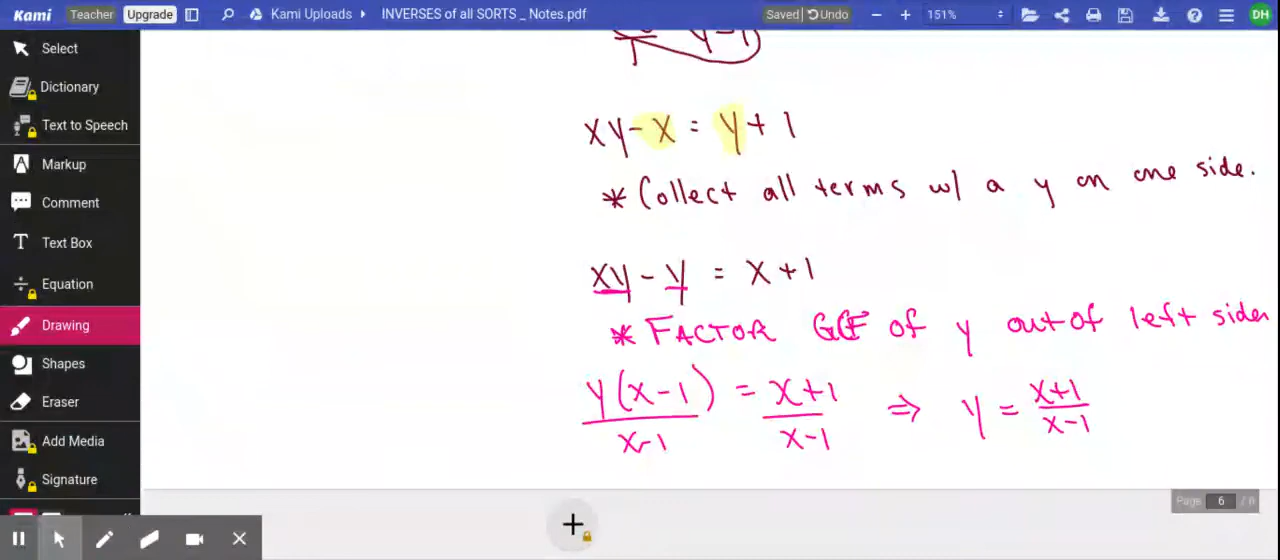 Kami Teacher Upgrade Kami Uploads INVERSES of all SORTS _ Notes.pdf Saved Undo 151% DH
Select
Dictionary
Text to Speech
Markup
Comment
Text Box
Equation
Drawing
Shapes
Eraser
Add Media
Signature
y-1
xy-x = y+1
* Collect all terms w/ a y on one side.
xy - y = x+1
* FACTOR GCF of y out of left side
y(x-1)/x-1 = x+1/x-1 ⇒ y = x+1/x-1
Page 6 /